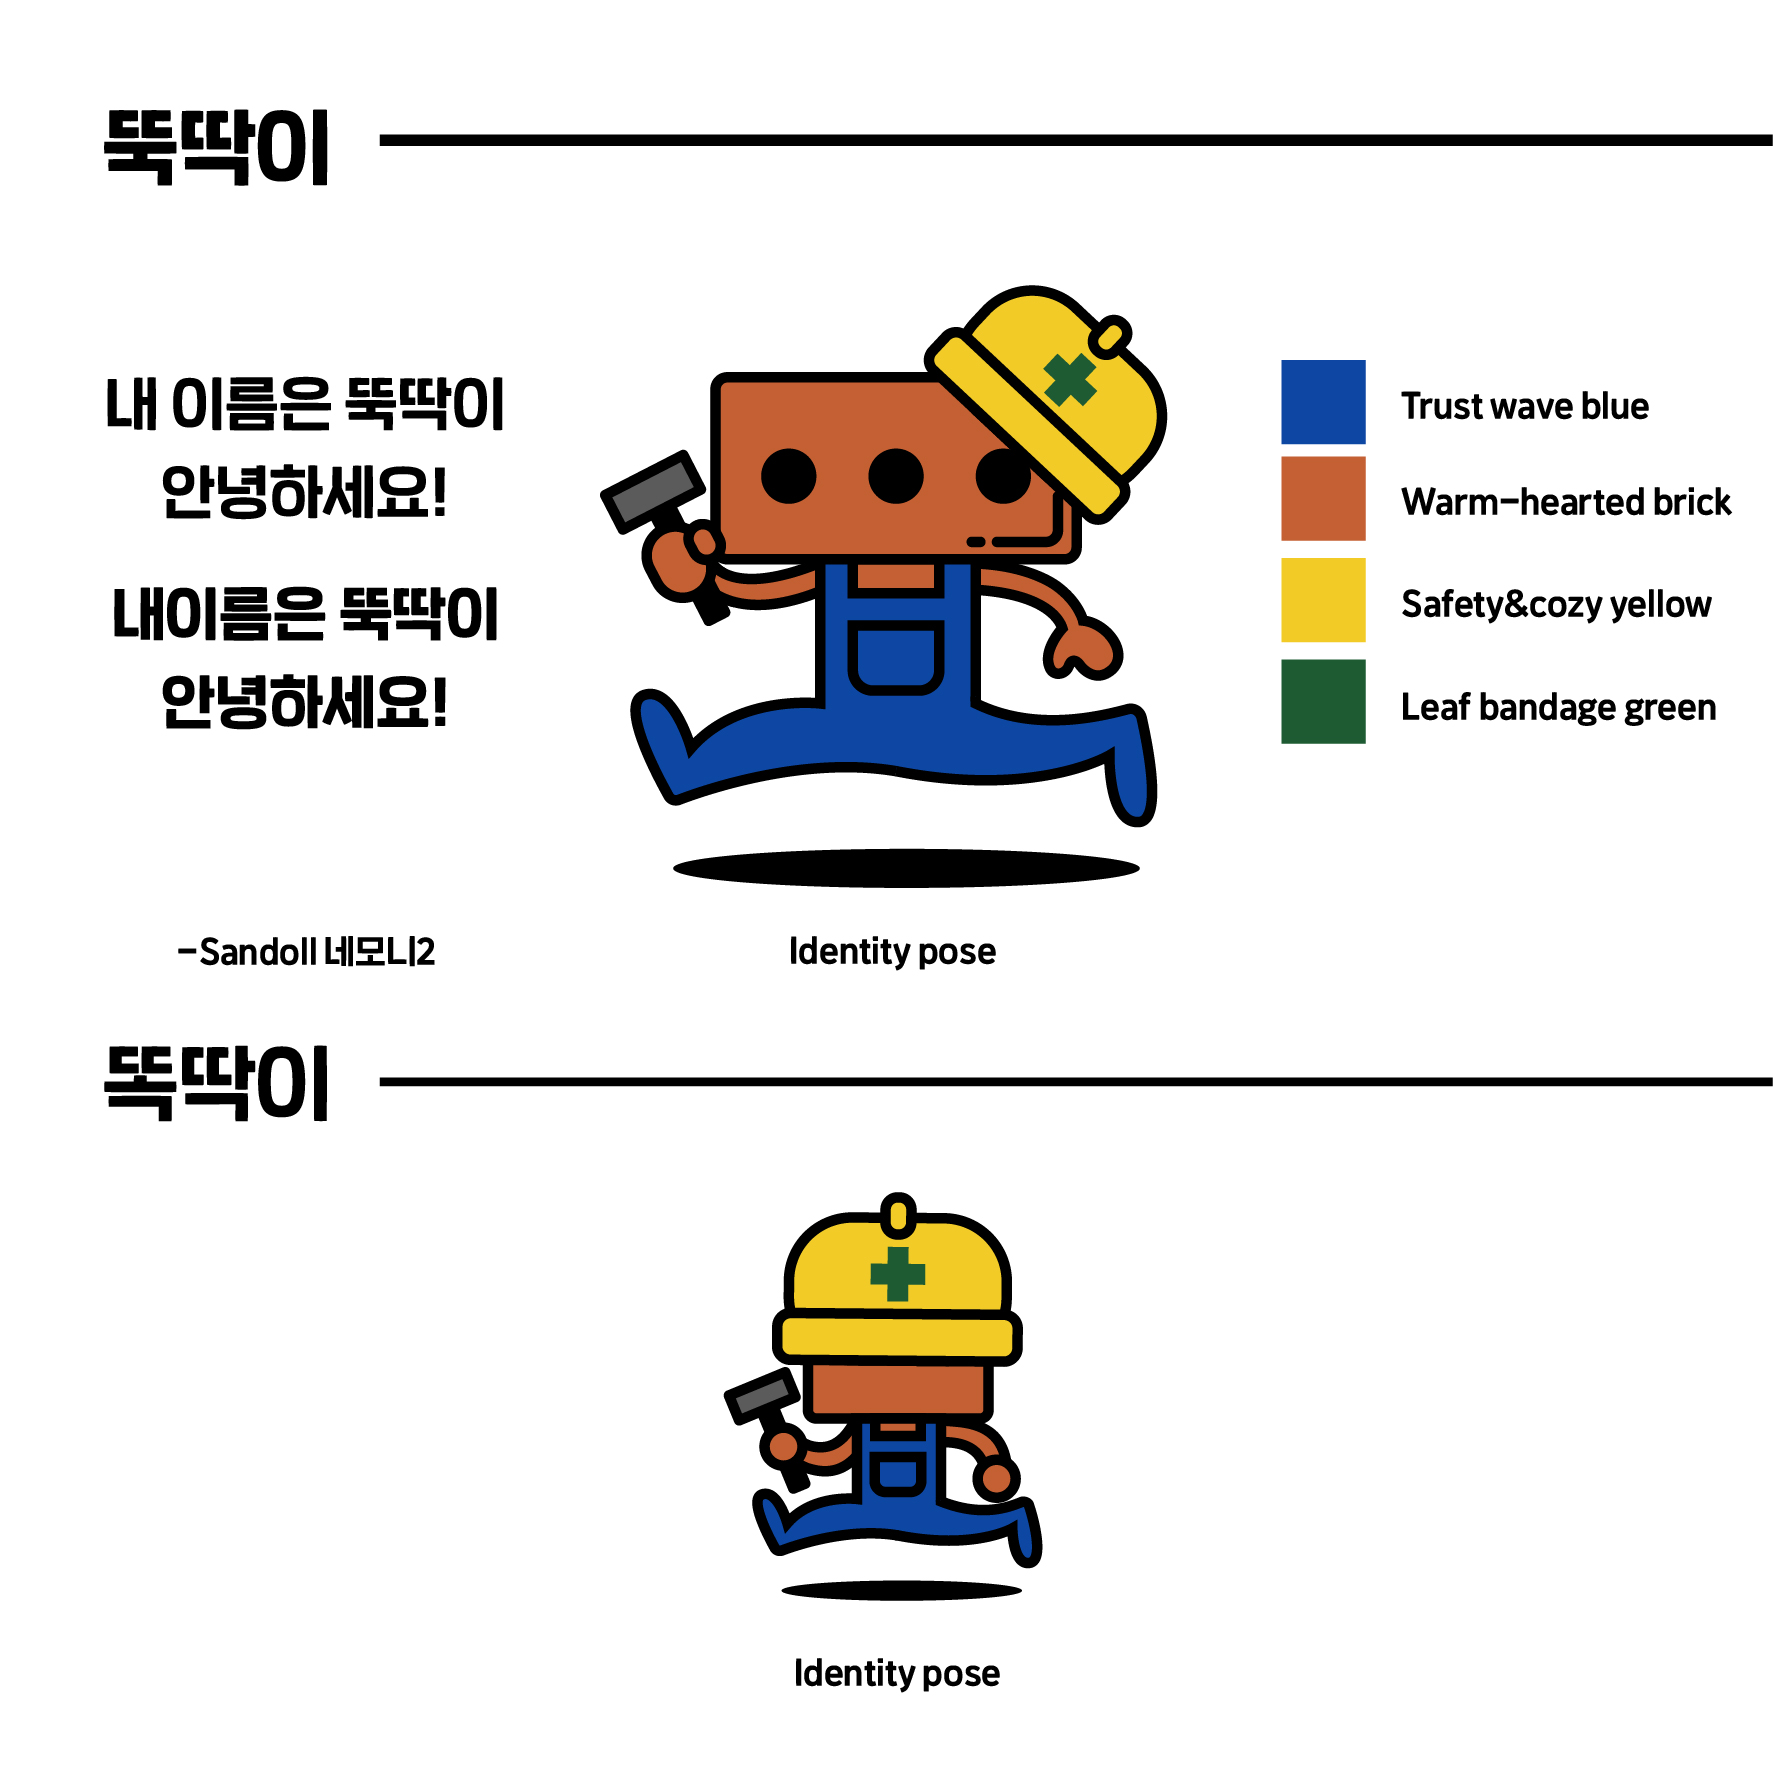 뚝딱이
내 이름은 뚝딱이
안녕하세요!
내이름은 뚝딱이
안녕하세요!
-Sandoll 네모니2
Identity pose
Trust wave blue
Warm-hearted brick
Safety&cozy yellow
Leaf bandage green
똑딱이
Identity pose